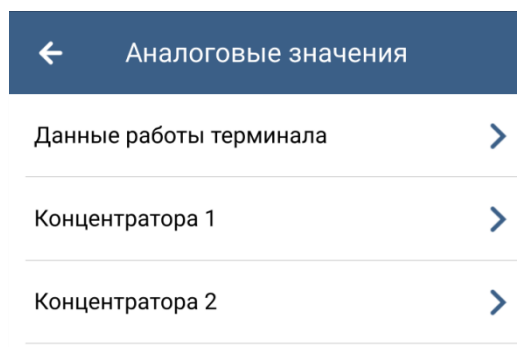 Аналоговые значения
Данные работы терминала
Концентратора 1
Концентратора 2